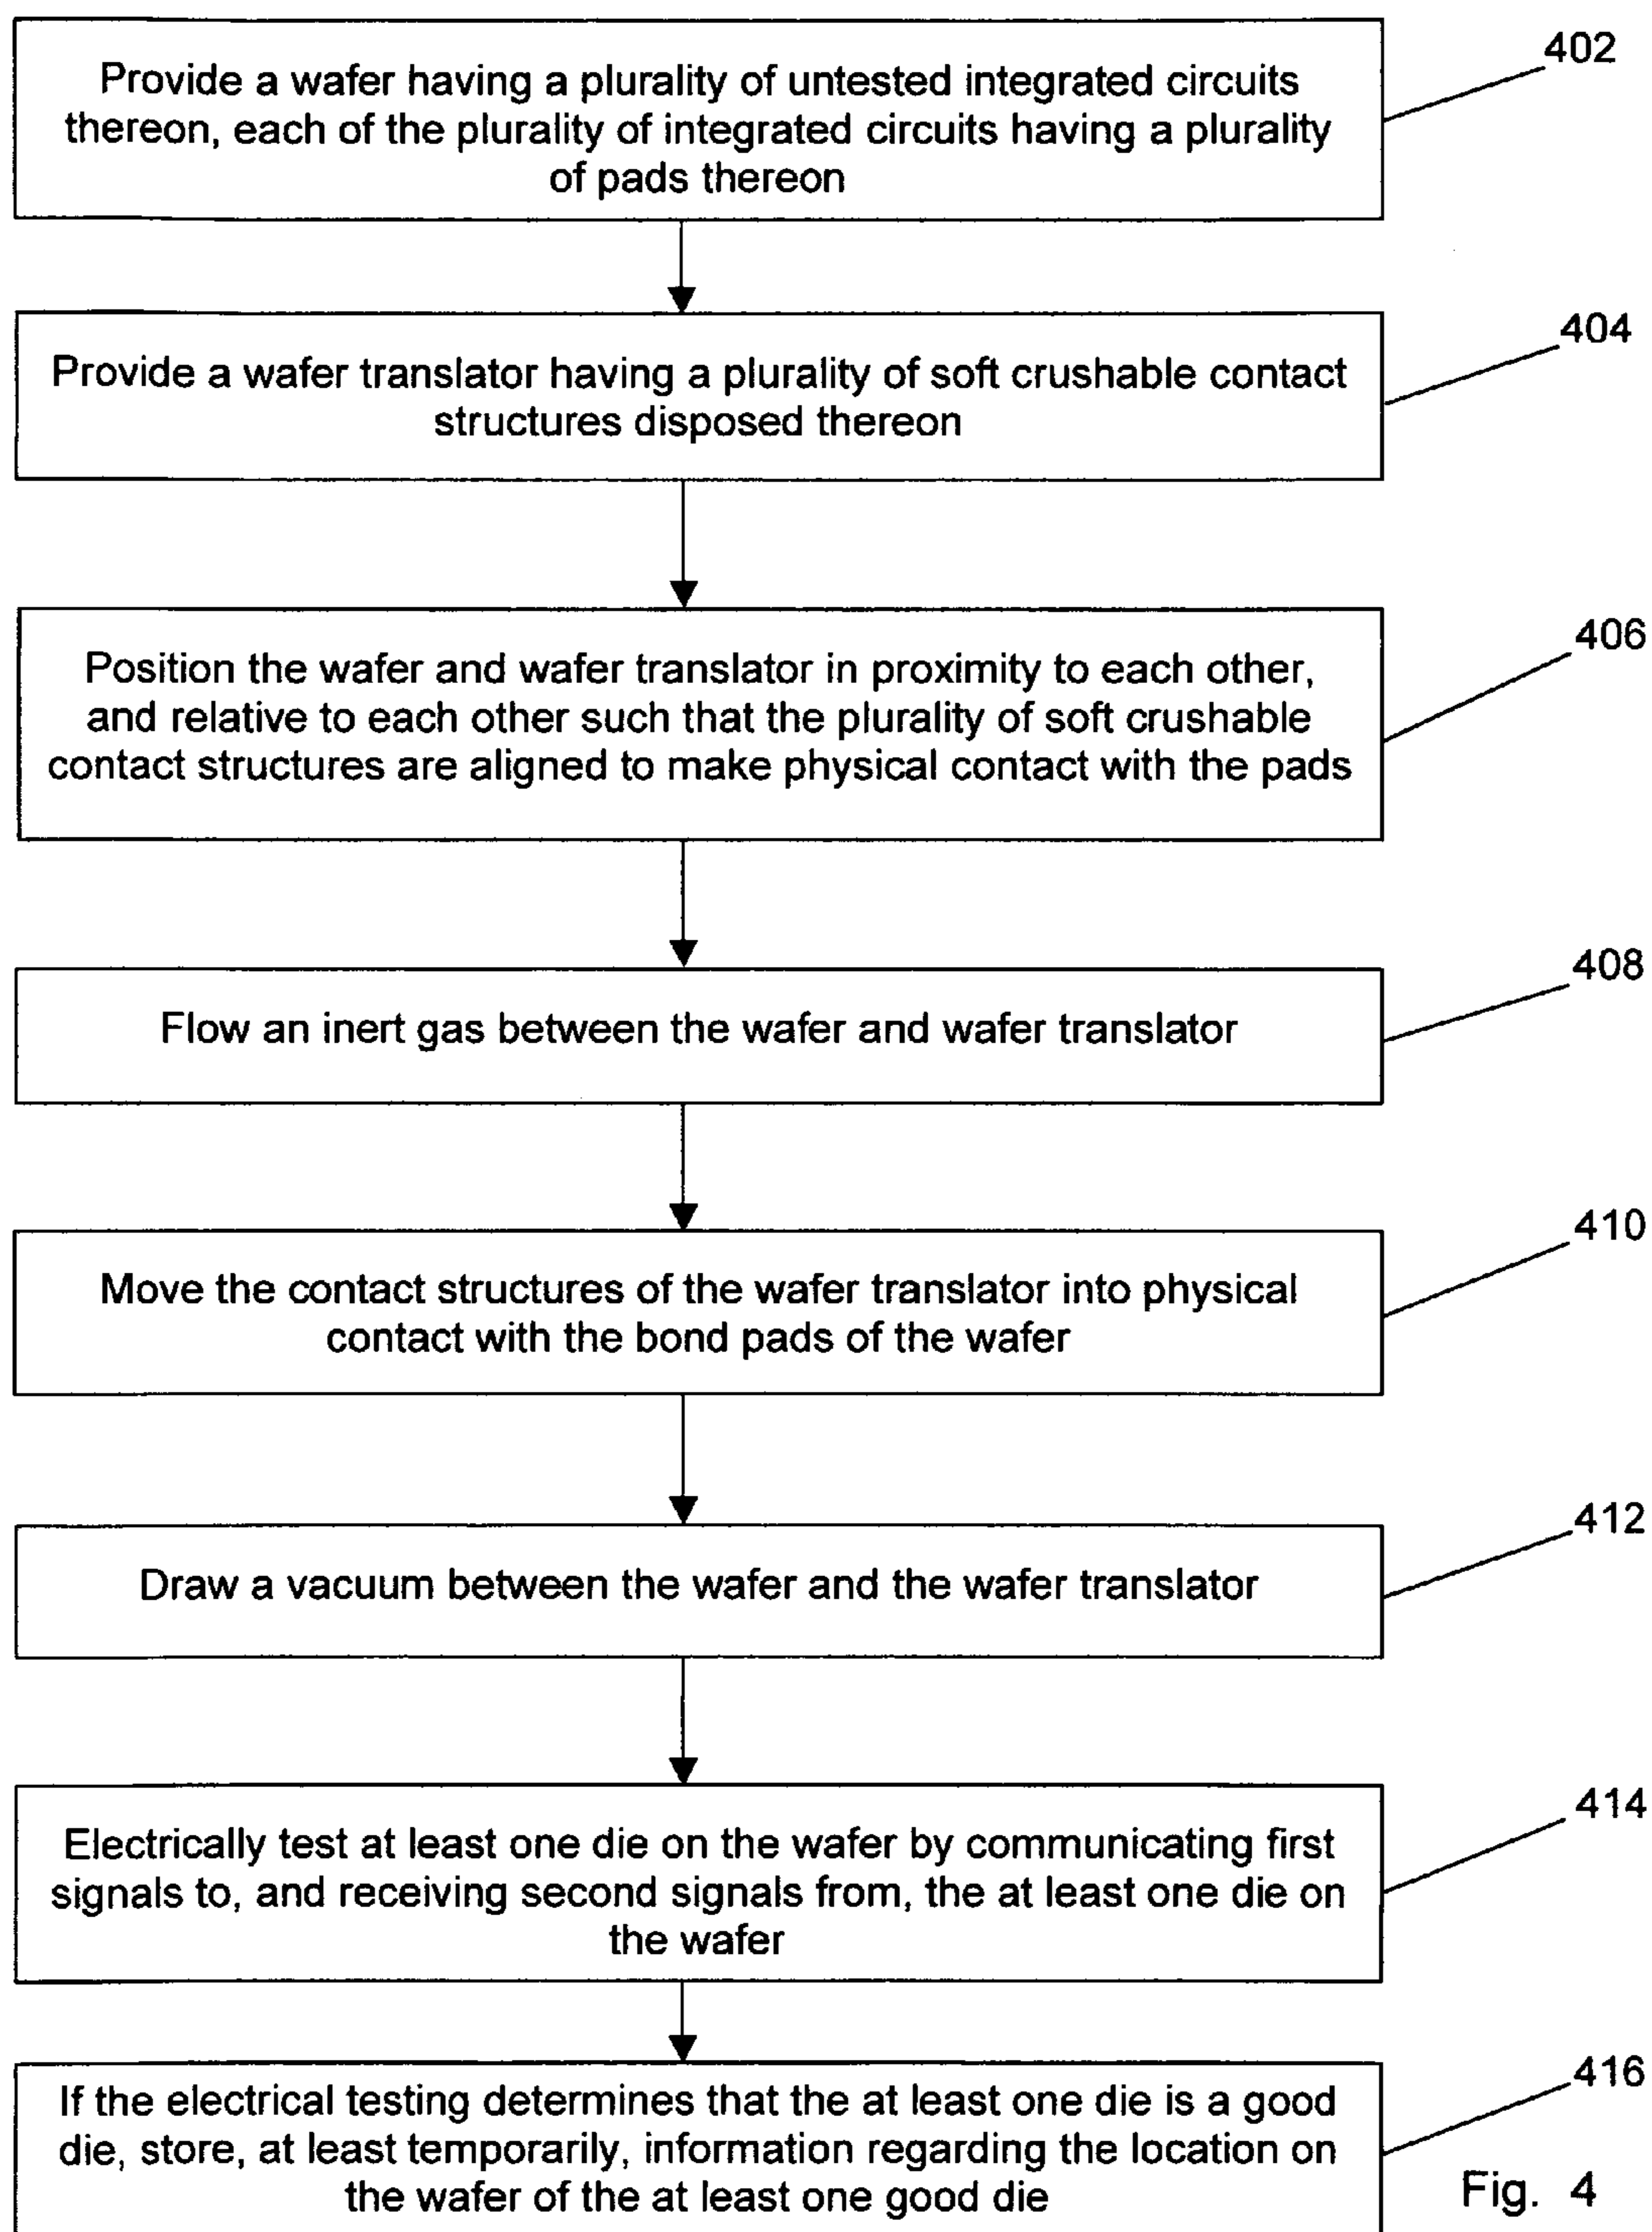 Provide a wafer having a plurality of untested integrated circuits
thereon, each of the plurality of integrated circuits having a plurality
of pads thereon
402
Provide a wafer translator having a plurality of soft crushable contact
structures disposed thereon
404
Position the wafer and wafer translator in proximity to each other,
and relative to each other such that the plurality of soft crushable
contact structures are aligned to make physical contact with the pads
406
Flow an inert gas between the wafer and wafer translator
408
Move the contact structures of the wafer translator into physical
contact with the bond pads of the wafer
410
Draw a vacuum between the wafer and the wafer translator
412
Electrically test at least one die on the wafer by communicating first
signals to, and receiving second signals from, the at least one die on
the wafer
414
If the electrical testing determines that the at least one die is a good
die, store, at least temporarily, information regarding the location on
the wafer of the at least one good die
416
Fig. 4